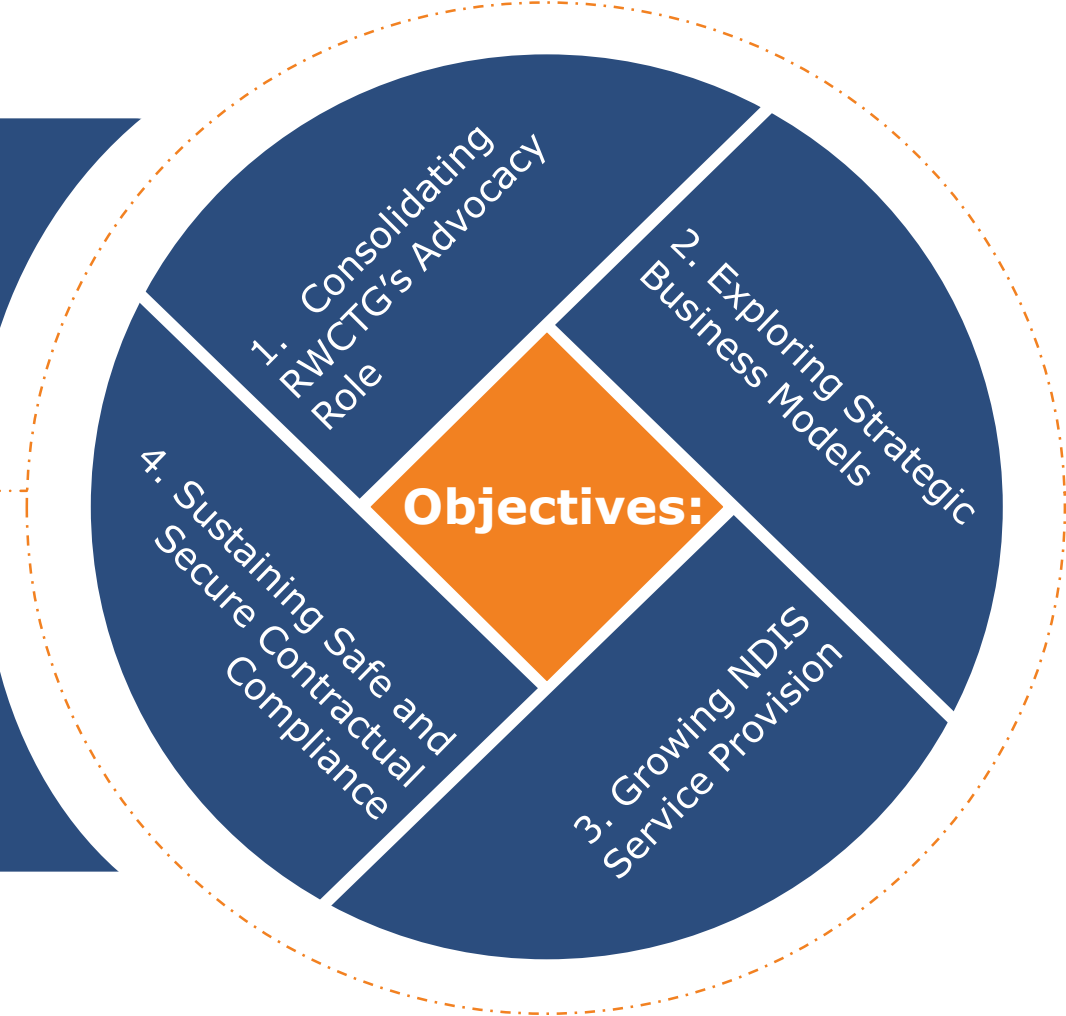 1. Consolidating
RWCTG’s Advocacy
Role
2. Exploring Strategic
Business Models
Objectives:
3. Growing NDIS
Service Provision
4. Sustaining Safe and
Secure Contractual
Compliance